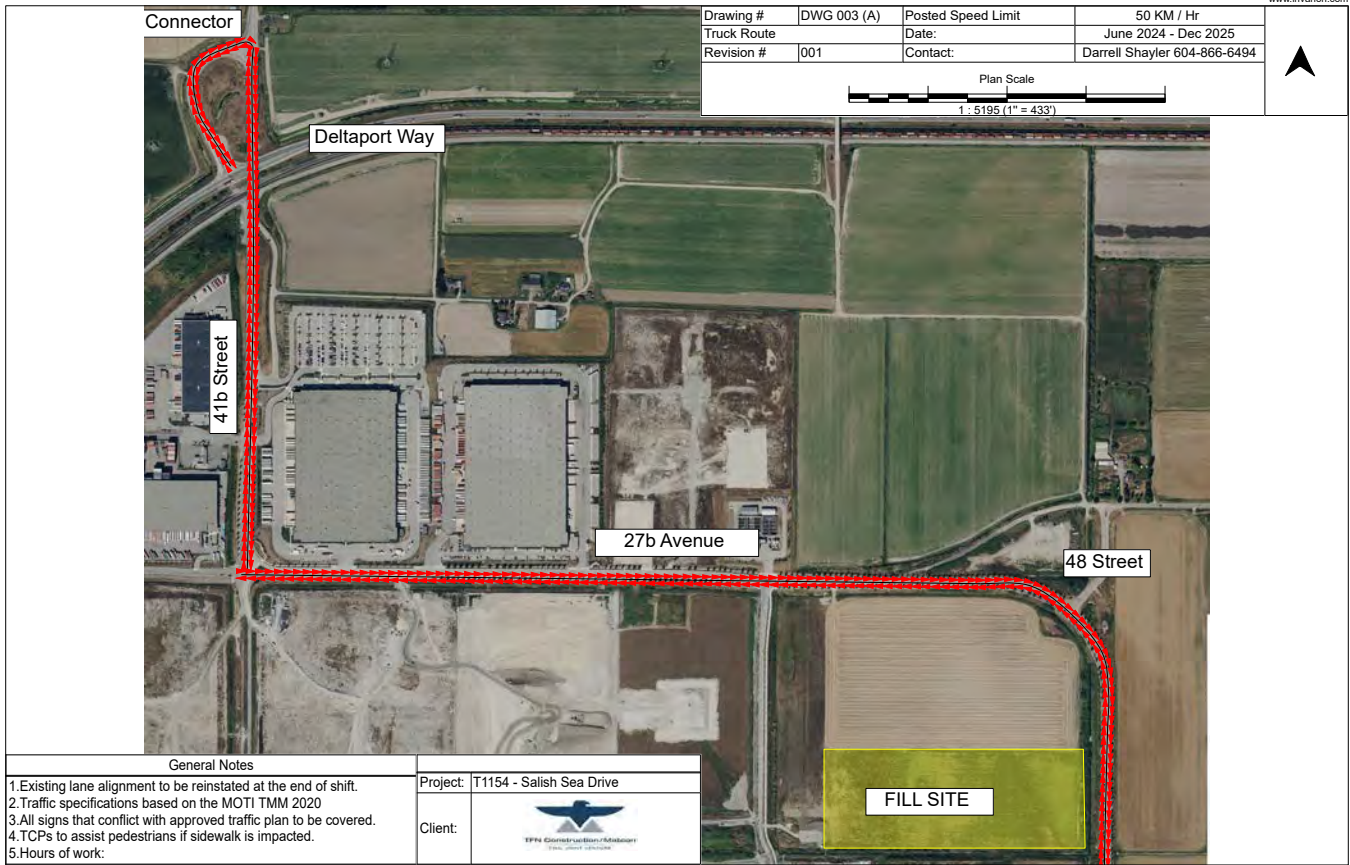 www.invarion.com
Connector
Drawing # DWG 003 (A) Posted Speed Limit 50 KM / Hr
Truck Route Date: June 2024 - Dec 2025
Revision # 001 Contact: Darrell Shayler 604-866-6494
Plan Scale
1 : 5195 (1" = 433')
Deltaport Way
41b Street
27b Avenue
48 Street
FILL SITE
General Notes
1.Existing lane alignment to be reinstated at the end of shift.
2.Traffic specifications based on the MOTI TMM 2020
3.All signs that conflict with approved traffic plan to be covered.
4.TCPs to assist pedestrians if sidewalk is impacted.
5.Hours of work:
Project: T1154 - Salish Sea Drive
Client:
TFN Construction/Matcon